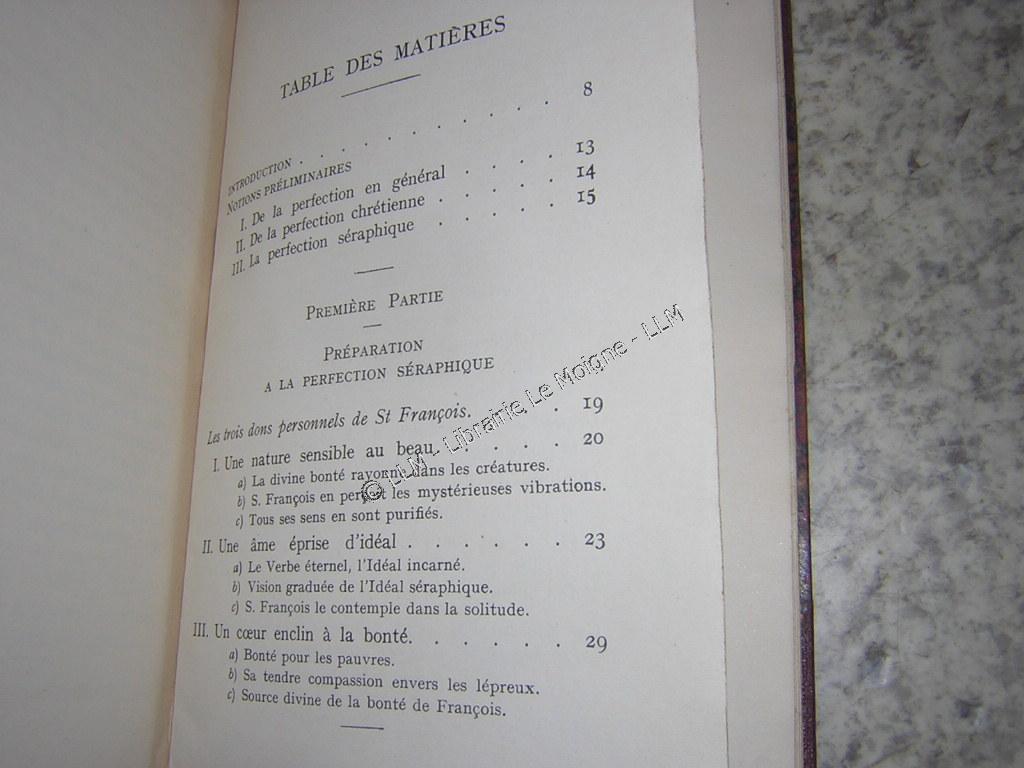 TABLE DES MATIÈRES
INTRODUCTION . . . . . . . . . 8
NOTIONS PRÉLIMINAIRES
I. De la perfection en général . . . . 13
II. De la perfection chrétienne . . . . . 14
III. La perfection séraphique . . . . . 15
PREMIÈRE PARTIE
PRÉPARATION
A LA PERFECTION SÉRAPHIQUE
Les trois dons personnels de St François. . . . 19
I. Une nature sensible au beau. . . . . 20
a) La divine bonté rayonne dans les créatures.
b) S. François en perçoit les mystérieuses vibrations.
c) Tous ses sens en sont purifiés.
II. Une âme éprise d'idéal . . . . . . 23
a) Le Verbe éternel, l'Idéal incarné.
b) Vision graduée de l'Idéal séraphique.
c) S. François le contemple dans la solitude.
III. Un cœur enclin à la bonté. . . . . . 29
a) Bonté pour les pauvres.
b) Sa tendre compassion envers les lépreux.
c) Source divine de la bonté de François.
© LLM - Librairie Le Moigne - LLM